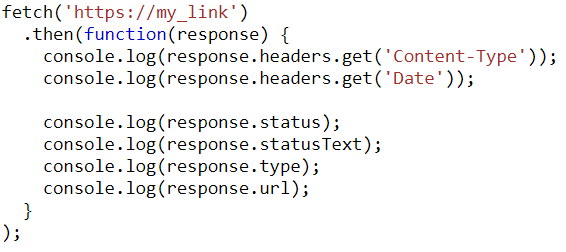 fetch('https://my_link')
  .then(function(response) {
    console.log(response.headers.get('Content-Type'));
    console.log(response.headers.get('Date'));

    console.log(response.status);
    console.log(response.statusText);
    console.log(response.type);
    console.log(response.url);
  }
);